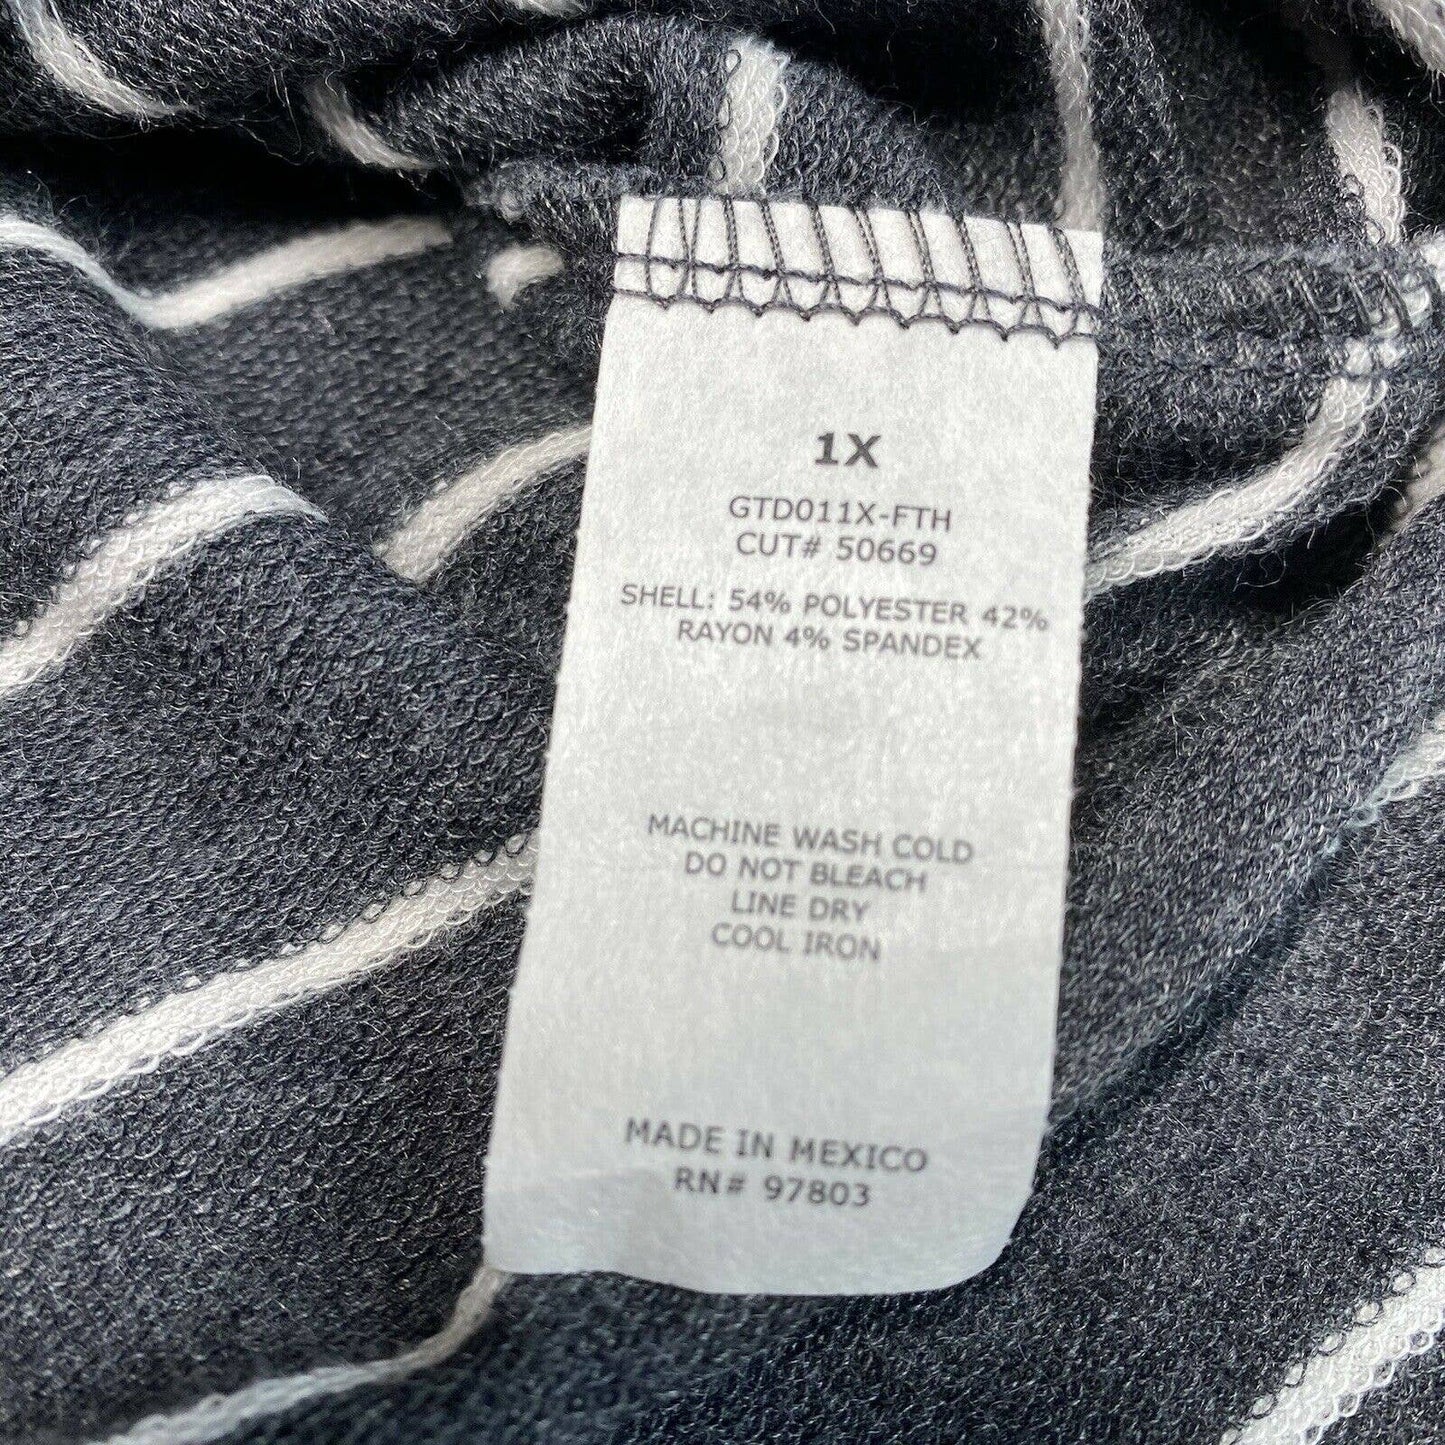 1X
GTD011X-FTH
CUT# 50669
SHELL: 54% POLYESTER 42%
RAYON 4% SPANDEX
MACHINE WASH COLD
DO NOT BLEACH
LINE DRY
COOL IRON
MADE IN MEXICO
RN# 97803